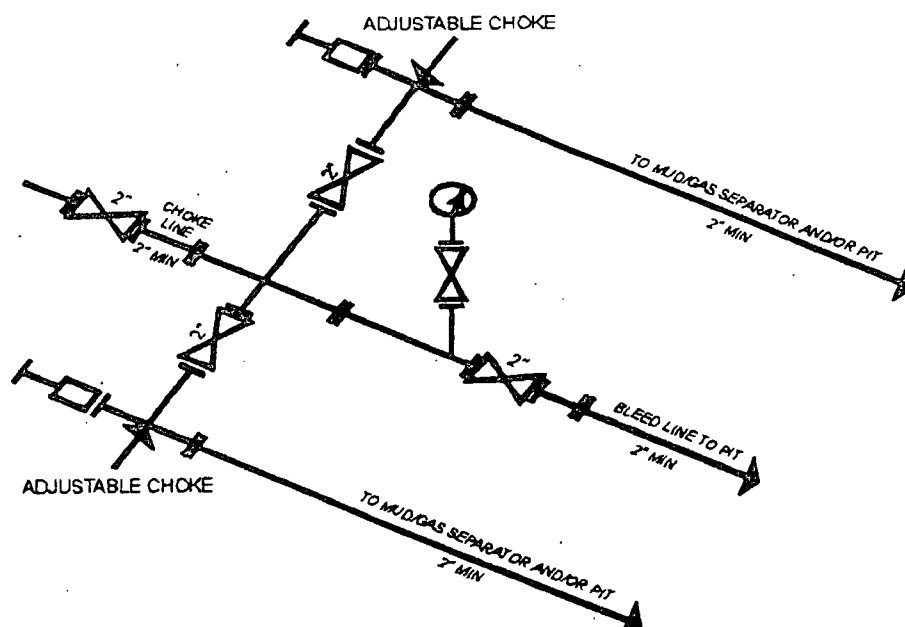 ADJUSTABLE CHOKE
TO MUD/GAS SEPARATOR AND/OR PIT
2" MIN
2"
2"
CHOKE
LINE
2" MIN
2"
2"
BLEED LINE TO PIT
2" MIN
ADJUSTABLE CHOKE
TO MUD/GAS SEPARATOR AND/OR PIT
2" MIN